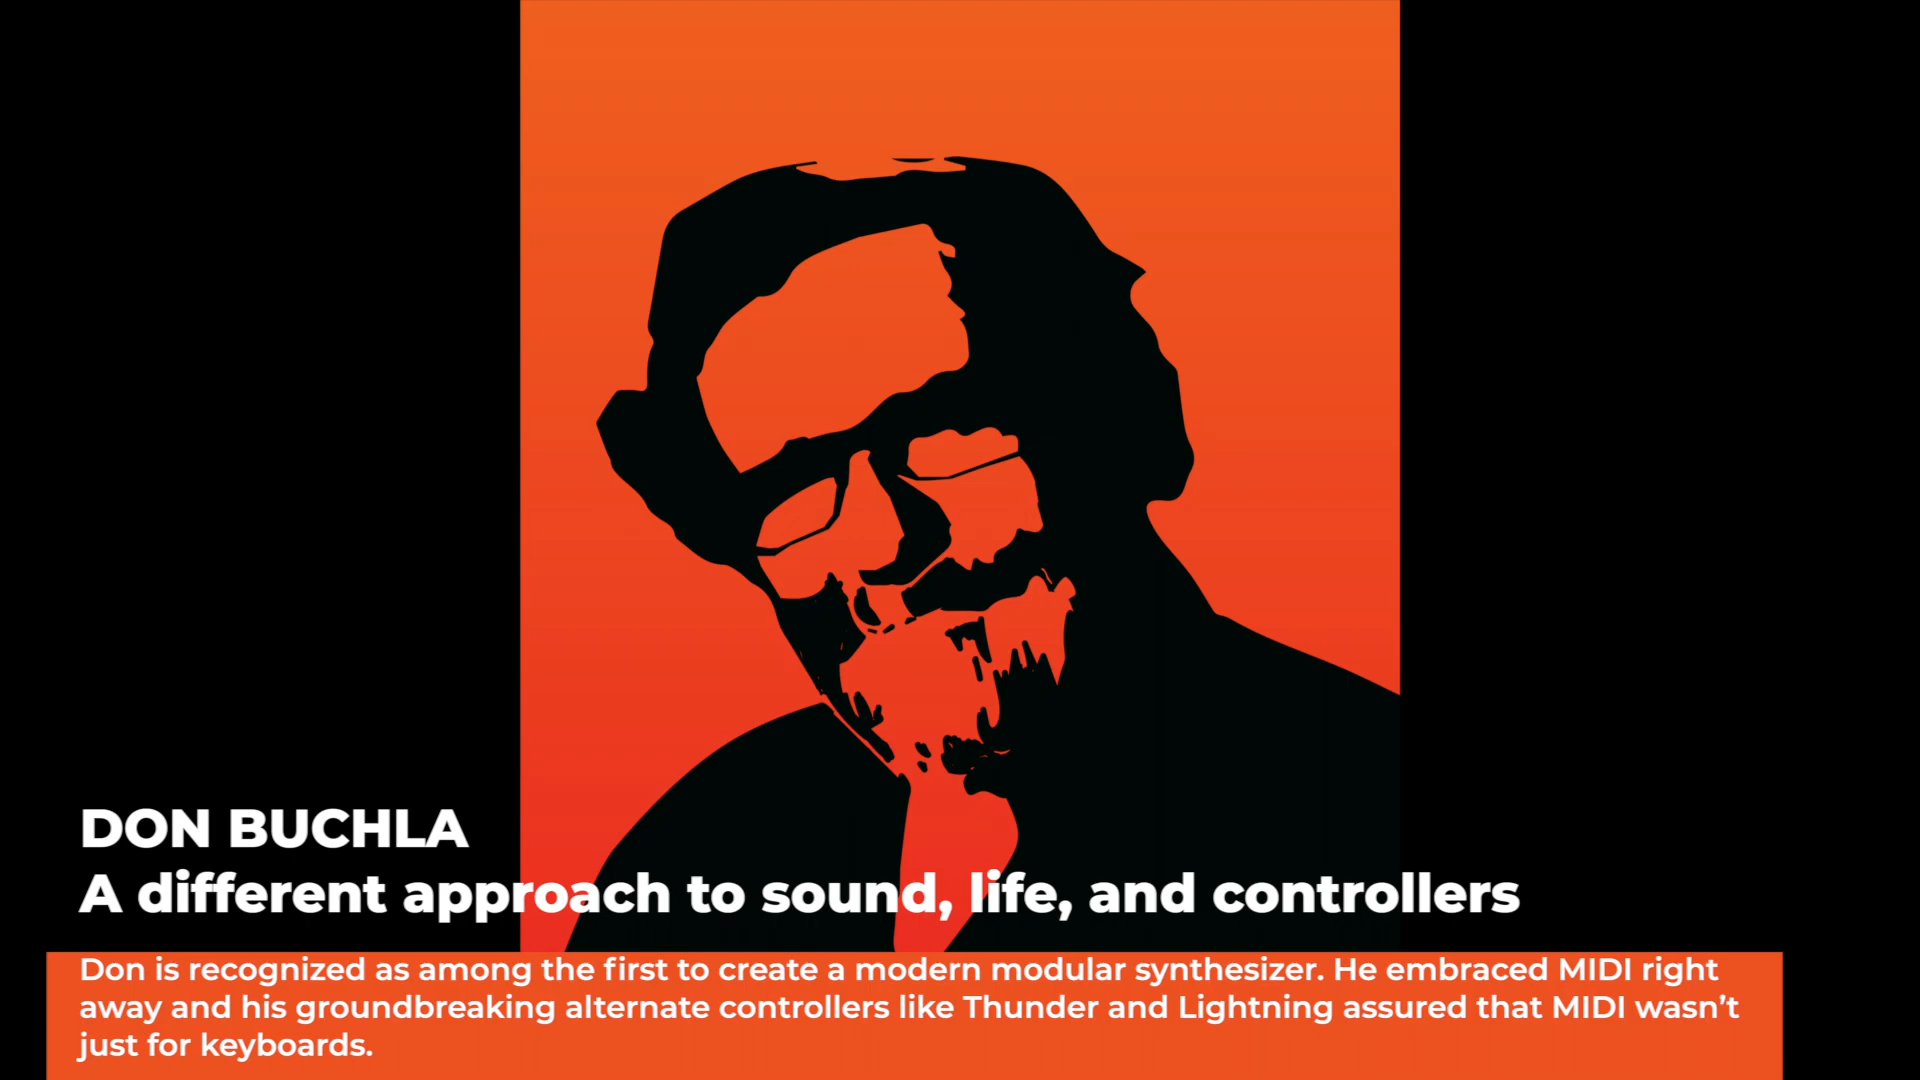 DON BUCHLA
A different approach to sound, life, and controllers
Don is recognized as among the first to create a modern modular synthesizer. He embraced MIDI right
away and his groundbreaking alternate controllers like Thunder and Lightning assured that MIDI wasn’t
just for keyboards.